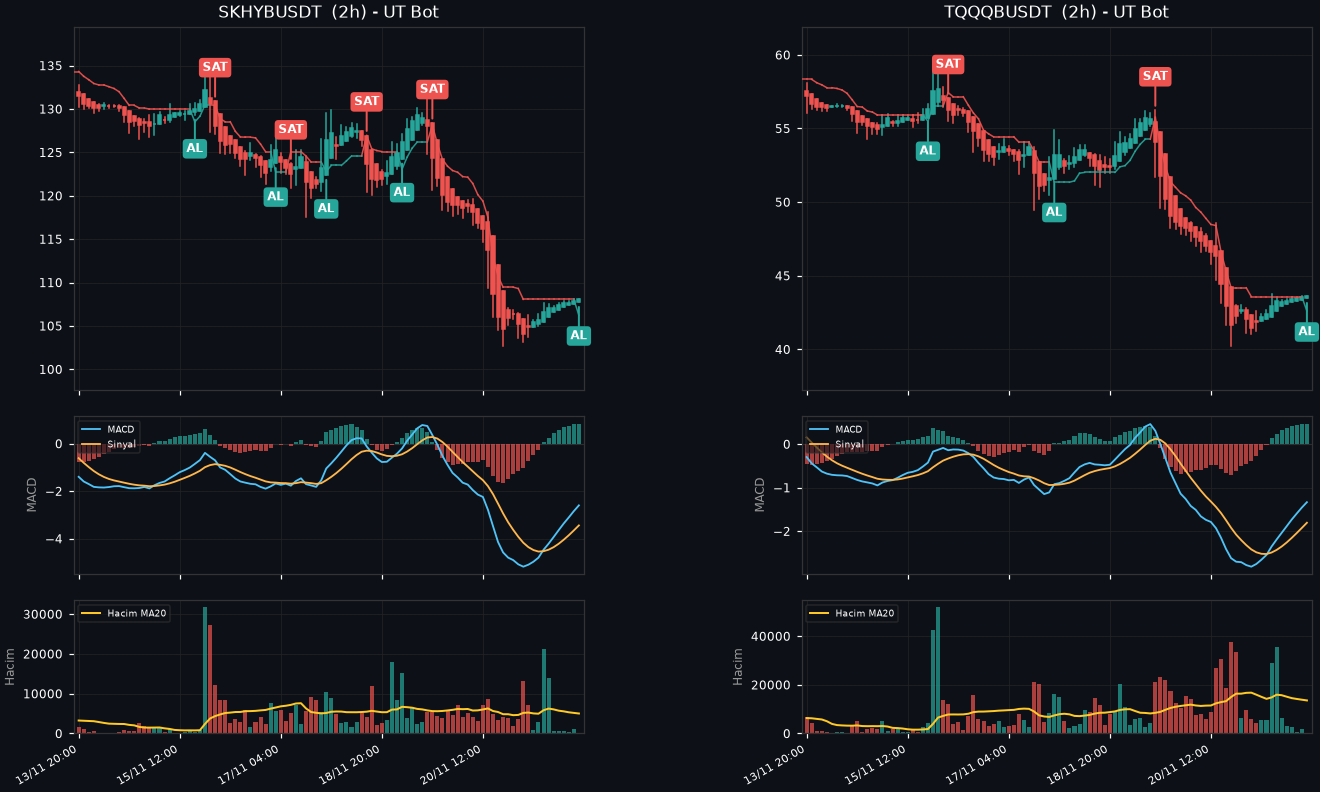 SKHYBUSDT (2h) - UT Bot
135
130
125
120
115
110
105
100
SAT
SAT
SAT
SAT
AL
AL
AL
AL
AL
MACD
Sinyal
MACD
0
−2
−4
Hacim MA20
Hacim
30000
20000
10000
0
13/11 20:00
15/11 12:00
17/11 04:00
18/11 20:00
20/11 12:00
TQQQBUSDT (2h) - UT Bot
60
55
50
45
40
SAT
SAT
AL
AL
AL
MACD
Sinyal
MACD
0
−1
−2
Hacim MA20
Hacim
40000
20000
0
13/11 20:00
15/11 12:00
17/11 04:00
18/11 20:00
20/11 12:00